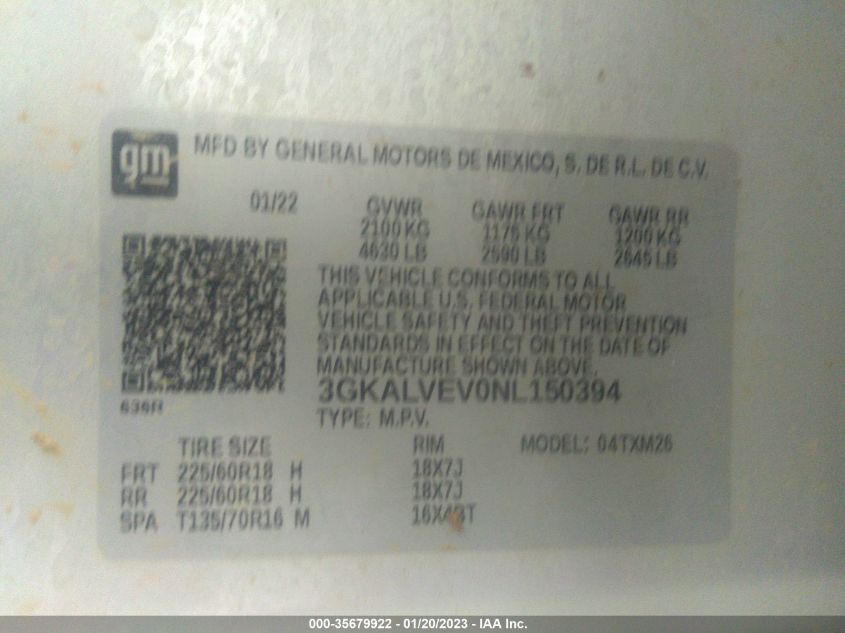 gm
MFD BY GENERAL MOTORS DE MEXICO, S. DE R.L. DE C.V.
01/22 GVWR GAWR FRT GAWR RR
2100 KG 1175 KG 1200 KG
4630 LB 2590 LB 2645 LB
THIS VEHICLE CONFORMS TO ALL
APPLICABLE U.S. FEDERAL MOTOR
VEHICLE SAFETY AND THEFT PREVENTION
STANDARDS IN EFFECT ON THE DATE OF
MANUFACTURE SHOWN ABOVE.
3GKALVEV0NL150394
636R
TYPE: M.P.V.
TIRE SIZE RIM MODEL: 04TXM26
FRT 225/60R18 H 18X7J
RR 225/60R18 H 18X7J
SPA T135/70R16 M 16X4BT
000-35679922 - 01/20/2023 - IAA Inc.